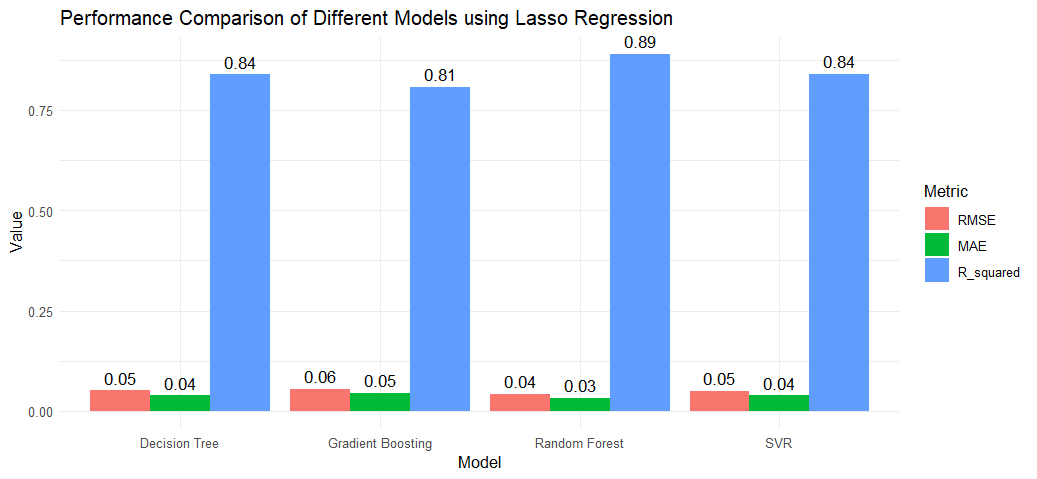 Performance Comparison of Different Models using Lasso Regression
Value
0.75
0.50
0.25
0.00
0.05 0.04 0.84
0.06 0.05 0.81
0.04 0.03 0.89
0.05 0.04 0.84
Decision Tree Gradient Boosting Random Forest SVR
Model
Metric
RMSE
MAE
R_squared